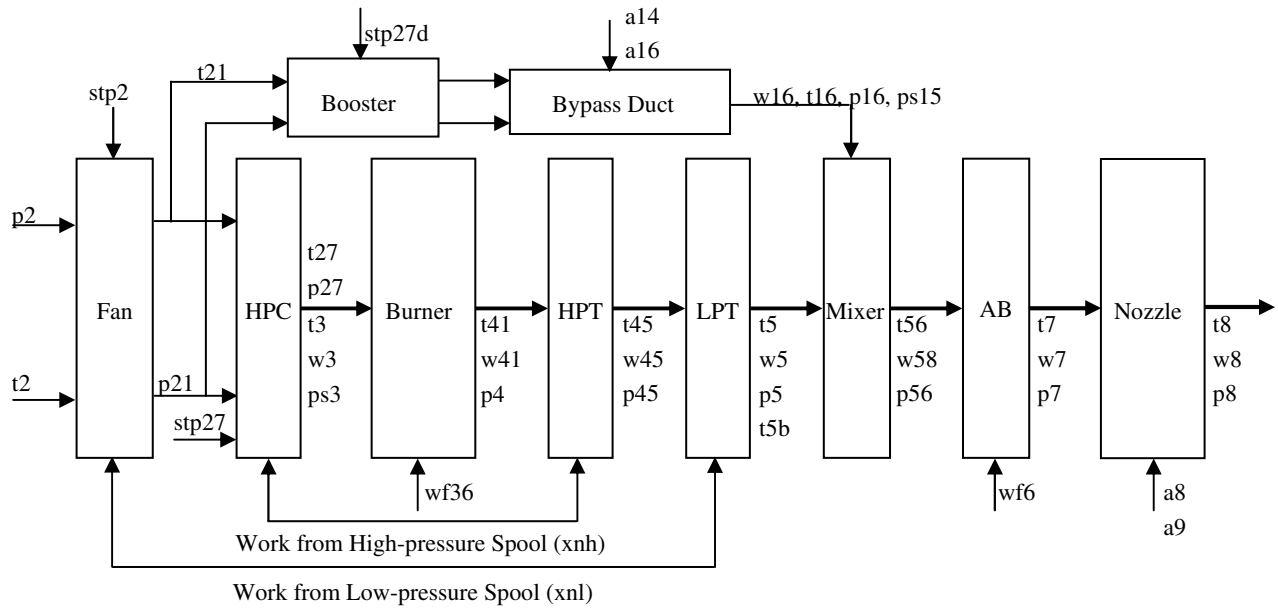 a14
stp27d
a16
t21
stp2
Booster
Bypass Duct
w16, t16, p16, ps15
p2
t27
p27
Fan
HPC
Burner
HPT
LPT
Mixer
AB
Nozzle
t3
w3
ps3
t41
w41
p4
t45
w45
p45
t5
w5
p5
t5b
t56
w58
p56
t7
w7
p7
t8
w8
p8
t2
p21
stp27
wf36
wf6
a8
a9
Work from High-pressure Spool (xnh)
Work from Low-pressure Spool (xnl)